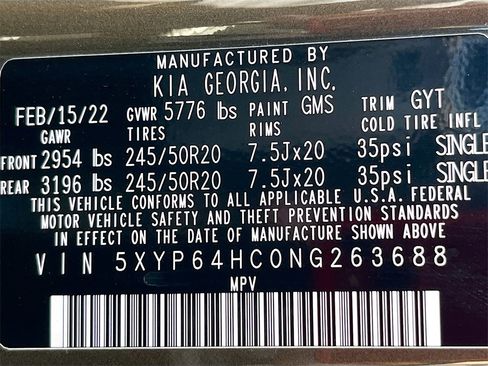 MANUFACTURED BY
KIA GEORGIA, INC.
FEB/15/22 GVWR 5776 lbs PAINT GMS TRIM GYT
GAWR TIRES RIMS COLD TIRE INFL
FRONT 2954 lbs 245/50R20 7.5Jx20 35psi SINGLE
REAR 3196 lbs 245/50R20 7.5Jx20 35psi SINGLE
THIS VEHICLE CONFORMS TO ALL APPLICABLE U.S.A. FEDERAL
MOTOR VEHICLE SAFETY AND THEFT PREVENTION STANDARDS
IN EFFECT ON THE DATE OF MANUFACTURE SHOWN ABOVE
VIN 5XYP64HC0NG263688
MPV